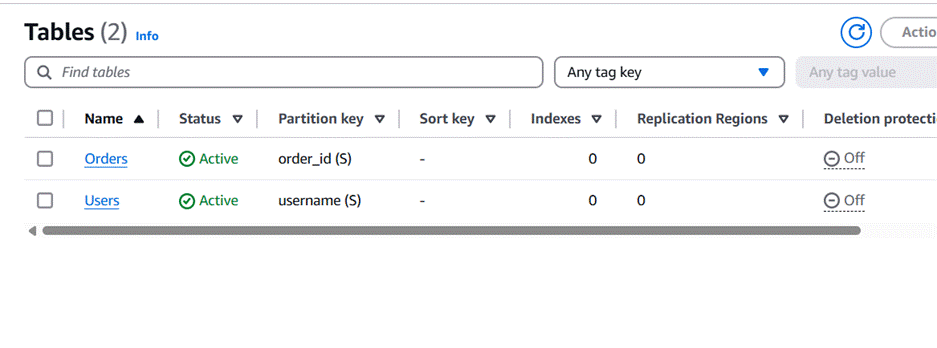 Tables (2) Info
Actio
Find tables
Any tag key
Any tag value
Name Status Partition key Sort key Indexes Replication Regions Deletion protecti
Orders Active order_id (S) - 0 0 Off
Users Active username (S) - 0 0 Off